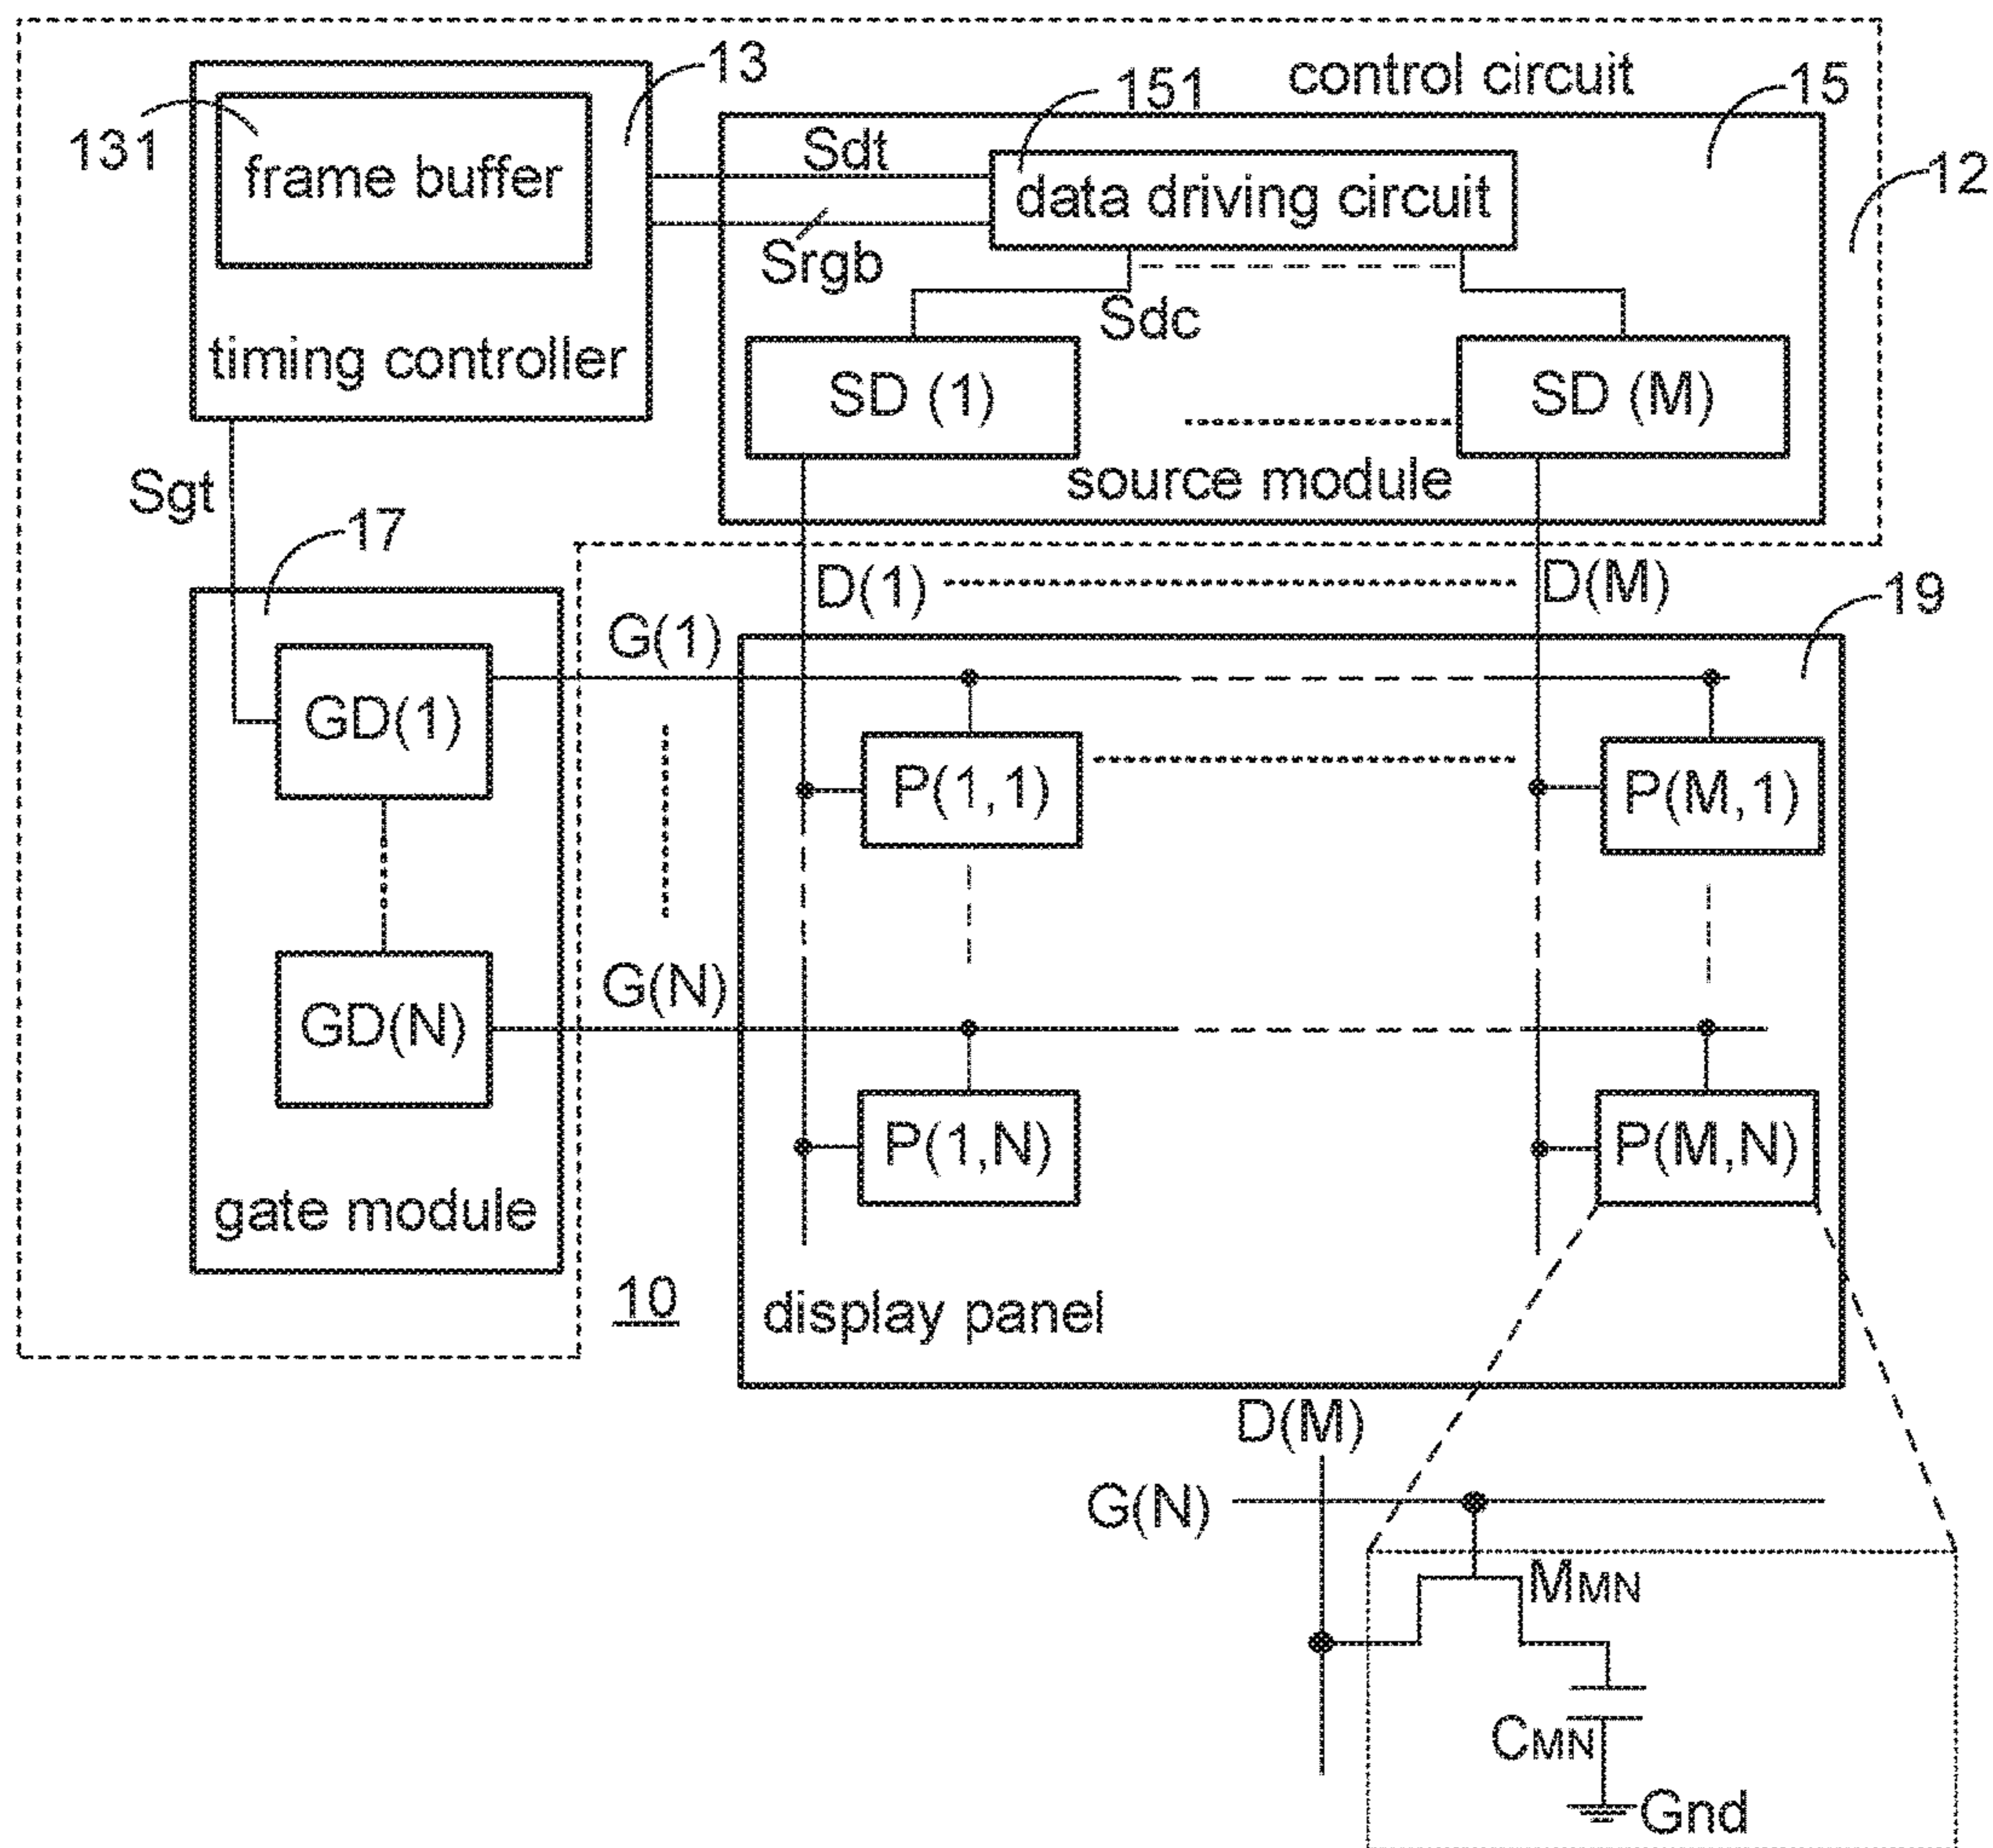 13
control circuit
15
151
131
frame buffer
Sdt
data driving circuit
12
Srgb
Sdc
timing controller
SD (1)
SD (M)
source module
Sgt
17
D(1)
D(M)
19
G(1)
GD(1)
P(1,1)
P(M,1)
G(N)
GD(N)
P(1,N)
P(M,N)
gate module
10
display panel
D(M)
G(N)
MMN
CMN
Gnd